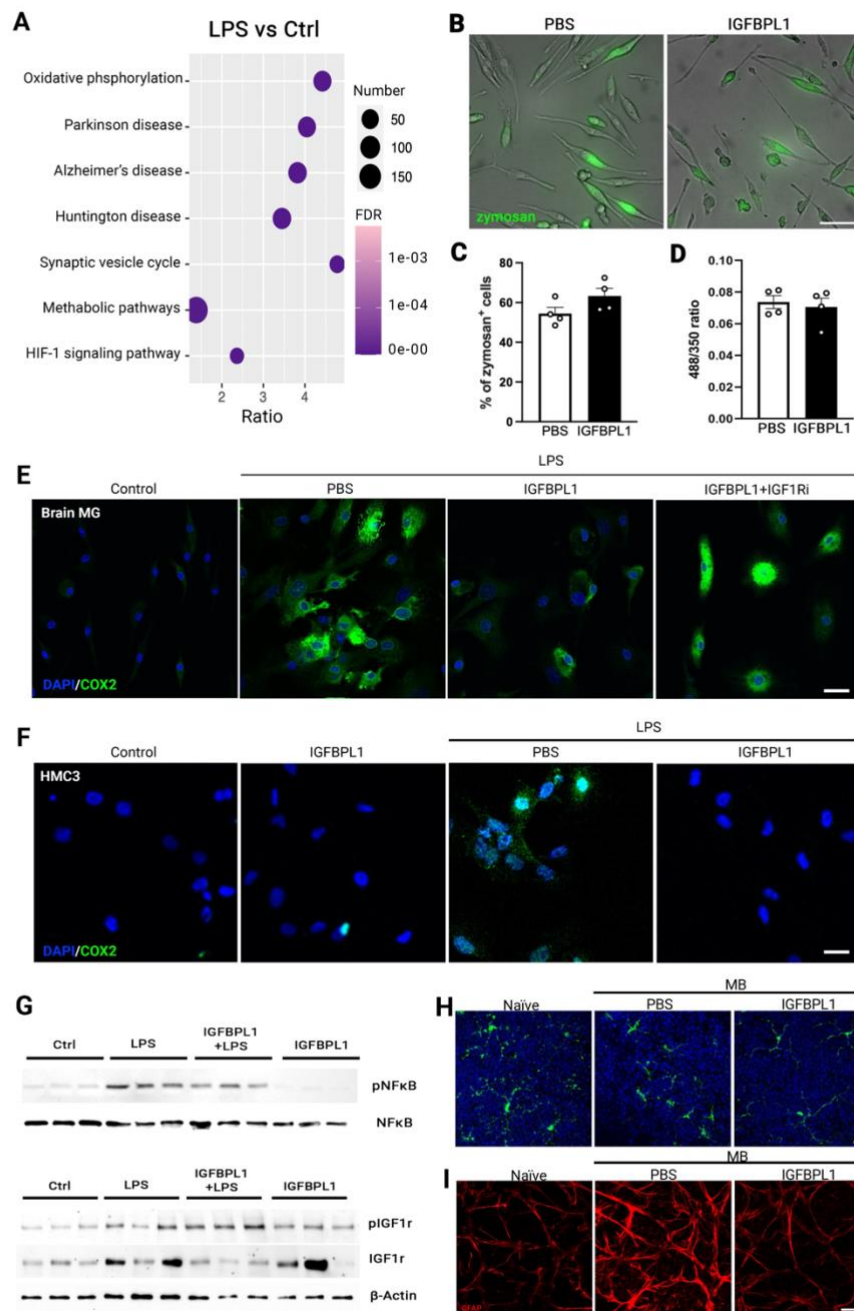 A
LPS vs Ctrl
Oxidative phsphorylation
Parkinson disease
Alzheimer's disease
Huntington disease
Synaptic vesicle cycle
Methabolic pathways
HIF-1 signaling pathway
2 3 4
Ratio
Number
50
100
150
FDR
1e-03
1e-04
0e-00
B
PBS IGFBPL1
zymosan
C
% of zymosan+ cells
80
60
40
20
0
PBS IGFBPL1
D
488/350 ratio
0.10
0.08
0.06
0.04
0.02
0.00
PBS IGFBPL1
E
LPS
Control PBS IGFBPL1 IGFBPL1+IGF1Ri
Brain MG
DAPI/COX2
F
LPS
Control IGFBPL1 PBS IGFBPL1
HMC3
DAPI/COX2
G
Ctrl LPS IGFBPL1 +LPS IGFBPL1
pNFκB
NFκB
Ctrl LPS IGFBPL1 +LPS IGFBPL1
pIGF1r
IGF1r
β-Actin
H
MB
Naïve PBS IGFBPL1
I
MB
Naïve PBS IGFBPL1
GFAP